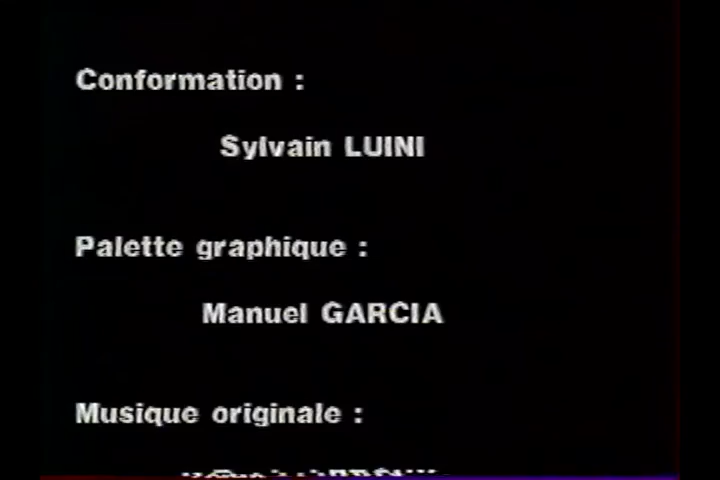 Conformation :
Sylvain LUINI
Palette graphique :
Manuel GARCIA
Musique originale :